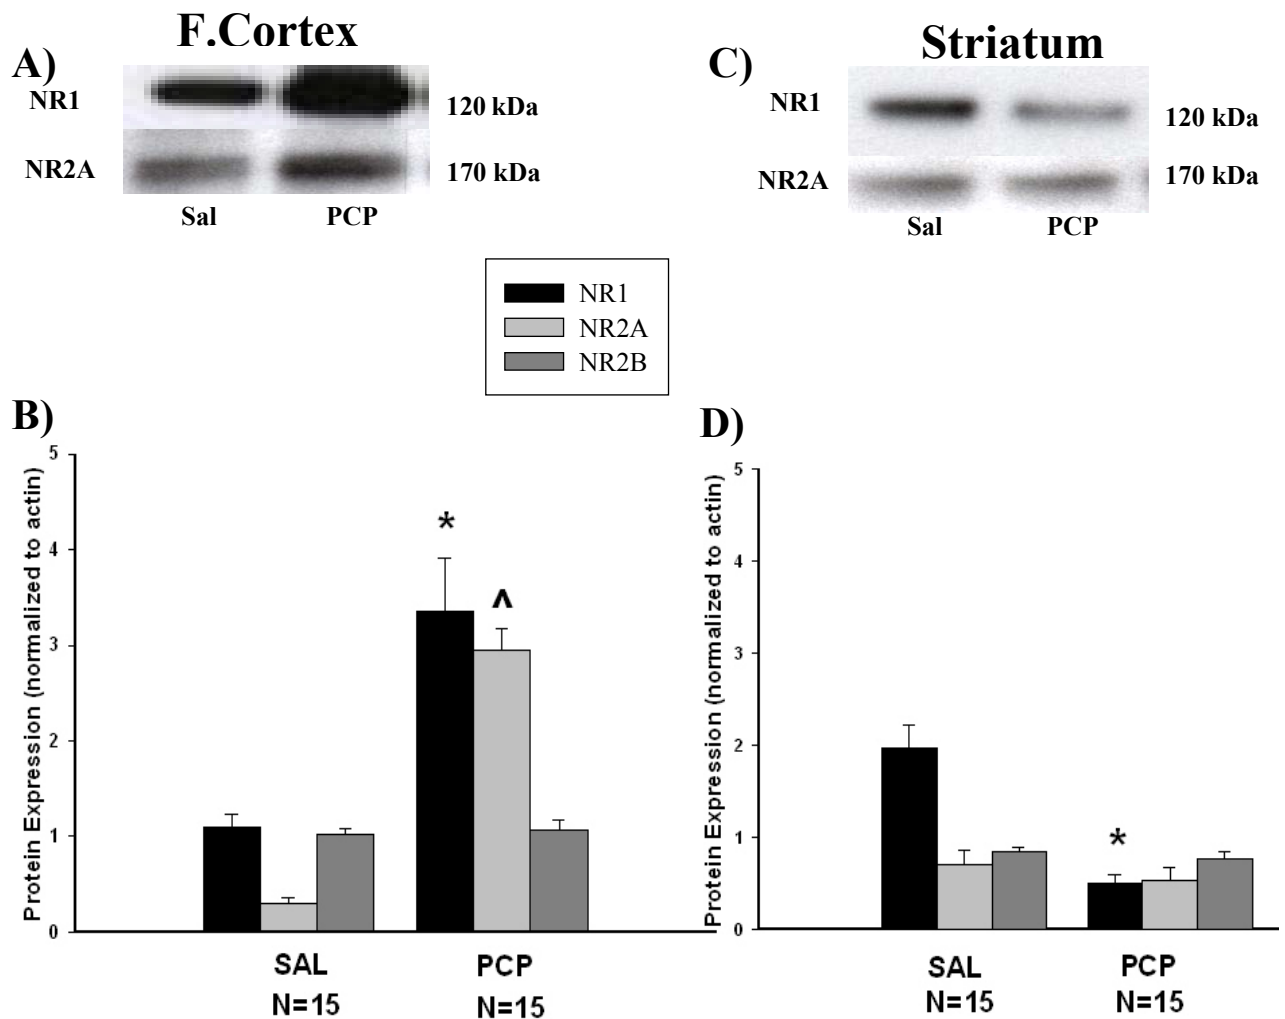 F.Cortex
A)
NR1
120 kDa
NR2A
170 kDa
Sal PCP
Striatum
C)
NR1
120 kDa
NR2A
170 kDa
Sal PCP
NR1
NR2A
NR2B
B)
Protein Expression (normalized to actin)
5
4
3
2
1
0
*
^
SAL PCP
N=15 N=15
D)
Protein Expression (normalized to actin)
5
4
3
2
1
0
*
SAL PCP
N=15 N=15